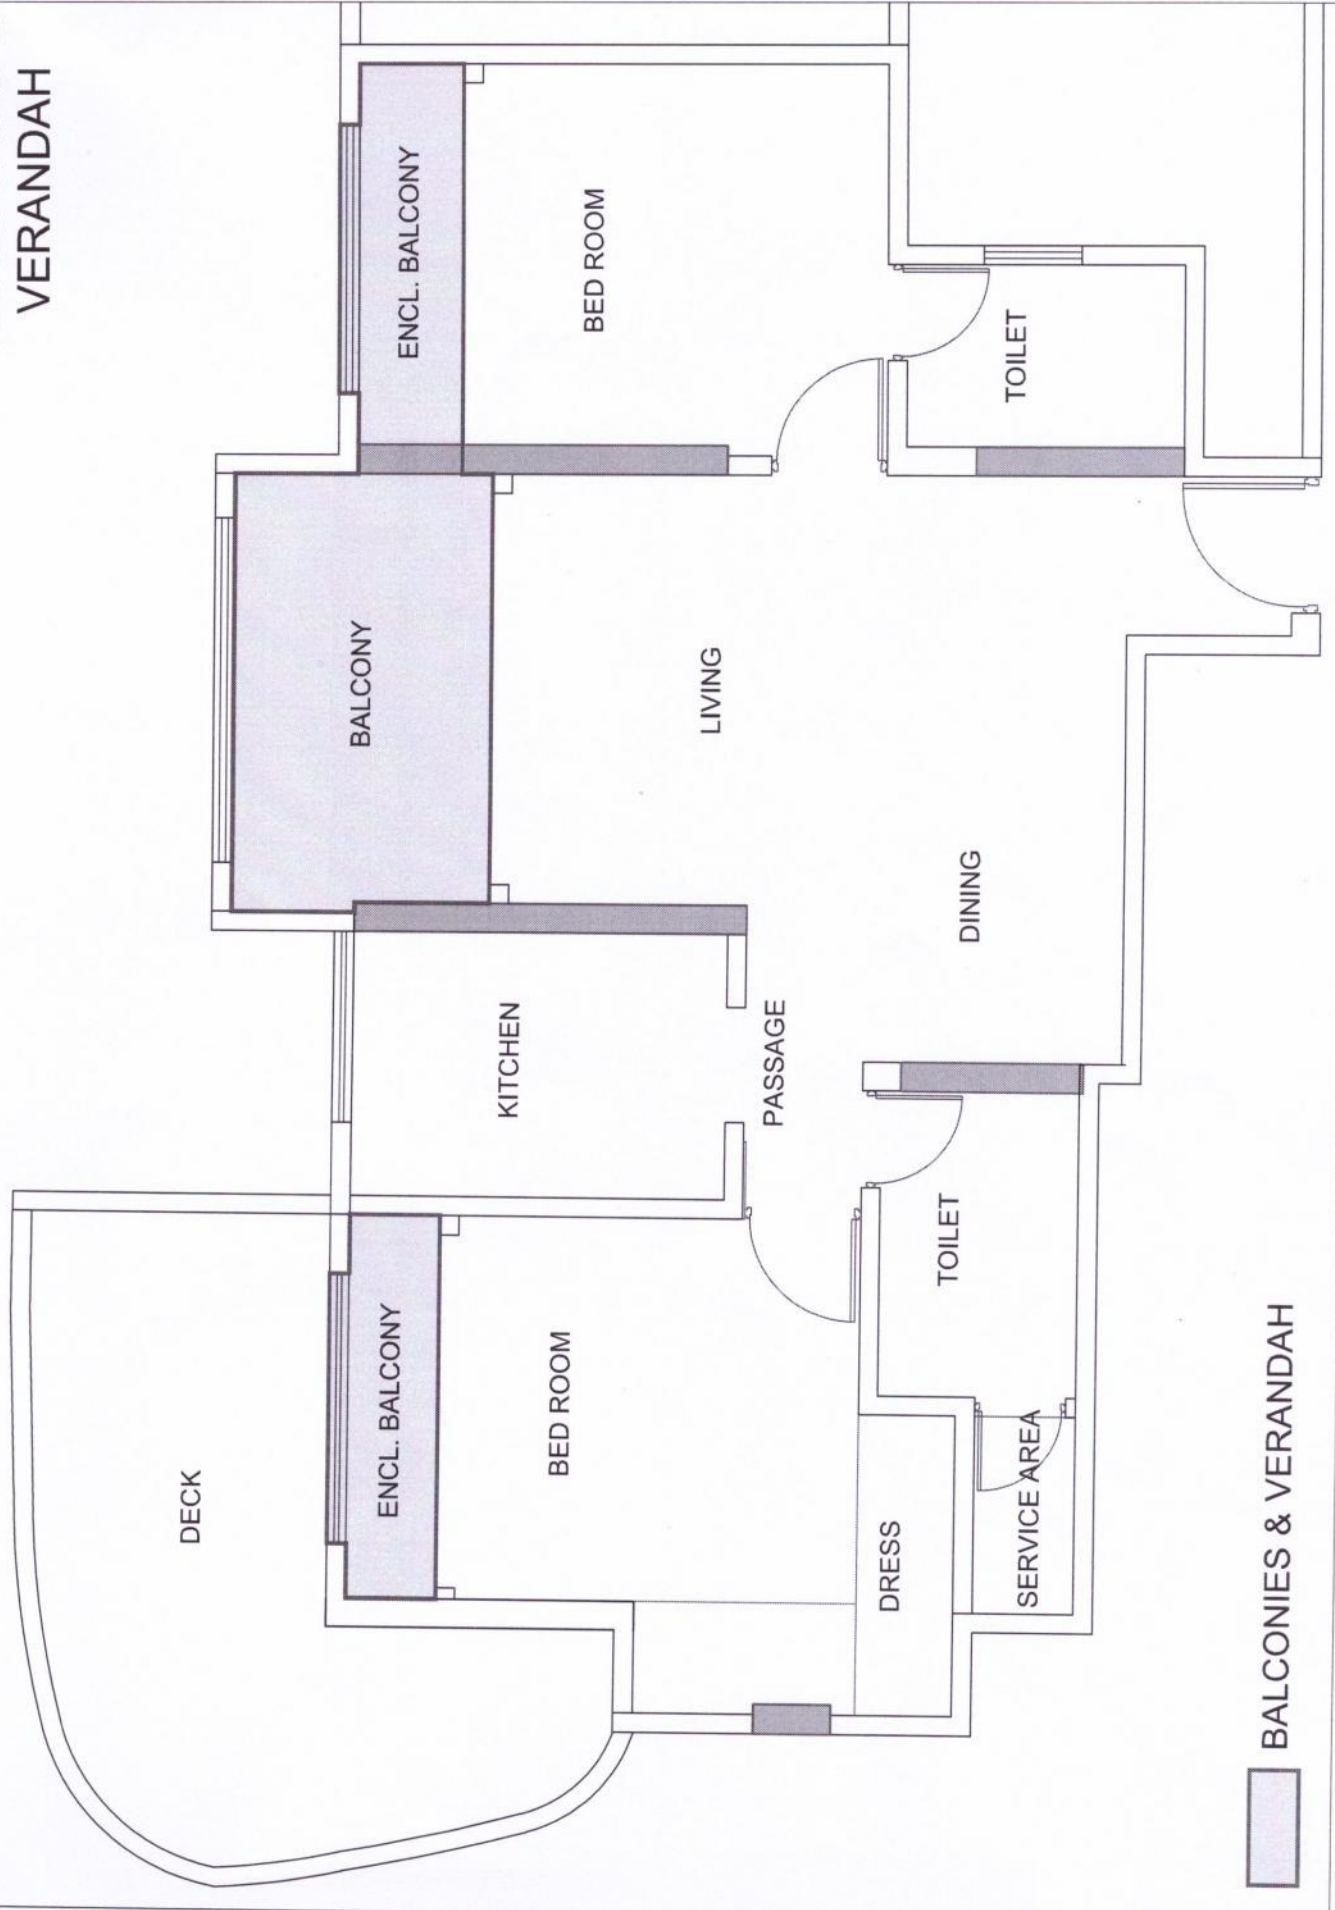 VERANDAH
DECK
ENCL. BALCONY
BALCONY
ENCL. BALCONY
BED ROOM
KITCHEN
LIVING
BED ROOM
PASSAGE
DRESS
TOILET
DINING
TOILET
SERVICE AREA
BALCONIES & VERANDAH